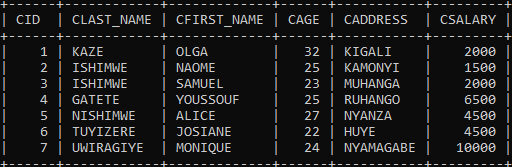 CID | CLAST_NAME | CFIRST_NAME | CAGE | CADDRESS | CSALARY
1 | KAZE | OLGA | 32 | KIGALI | 2000
2 | ISHIMWE | NAOME | 25 | KAMONYI | 1500
3 | ISHIMWE | SAMUEL | 23 | MUHANGA | 2000
4 | GATETE | YOUSSOUF | 25 | RUHANGO | 6500
5 | NISHIMWE | ALICE | 27 | NYANZA | 4500
6 | TUYIZERE | JOSIANE | 22 | HUYE | 4500
7 | UWIRAGIYE | MONIQUE | 24 | NYAMAGABE | 10000